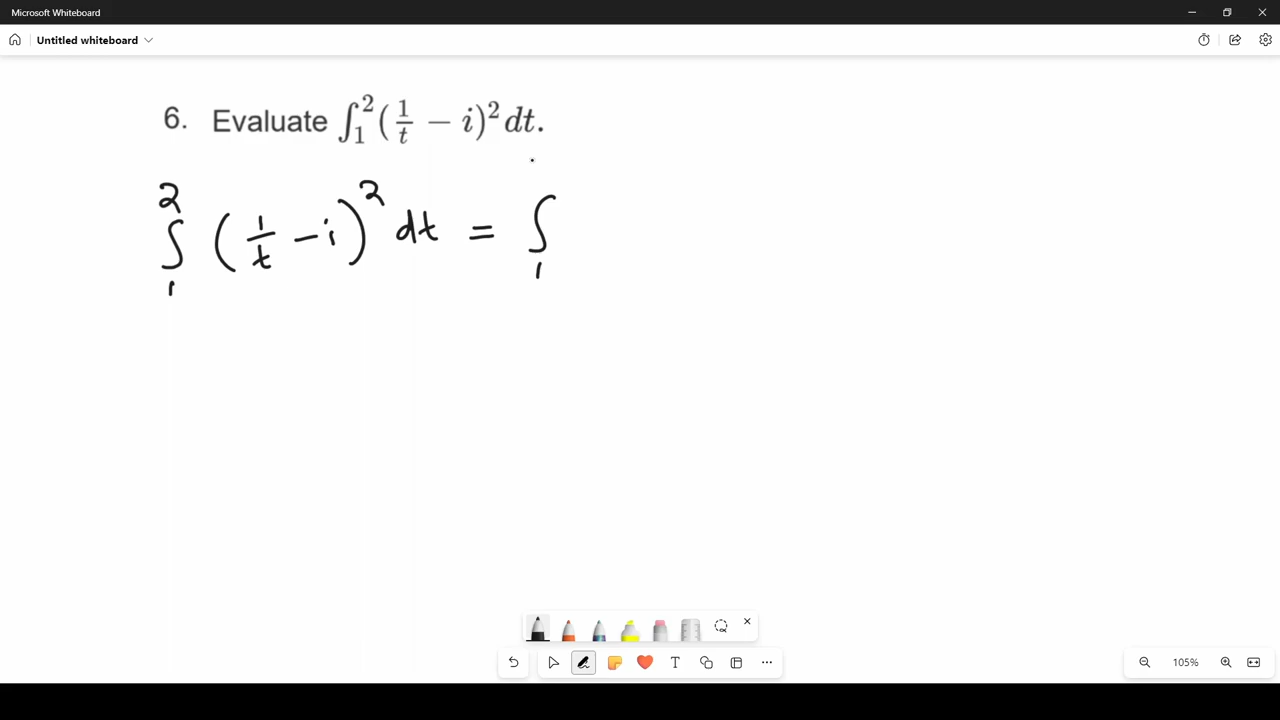 Microsoft Whiteboard
Untitled whiteboard
6. Evaluate ∫₁² (1/t − i)² dt.
∫₁² (1/t − i)² dt = ∫₁
105%